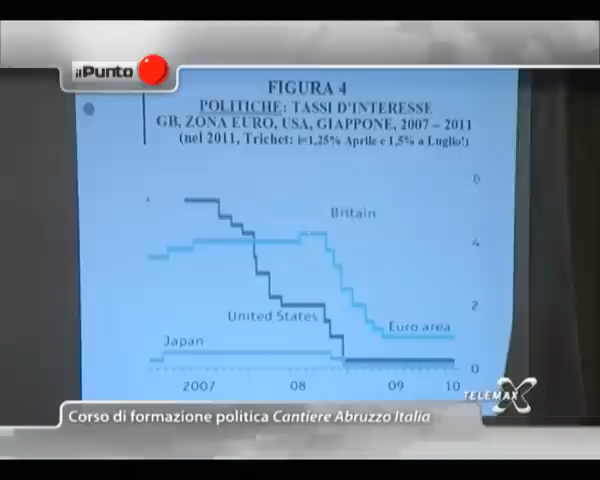 il Punto
FIGURA 4
POLITICHE: TASSI D'INTERESSE
GB, ZONA EURO, USA, GIAPPONE, 2007 – 2011
(nel 2011, Trichet: i=1,25% Aprile e 1,5% a Luglio!)
6
Britain
4
2
United States
Euro area
Japan
0
2007 08 09 10
TELEMAX
Corso di formazione politica Cantiere Abruzzo Italia